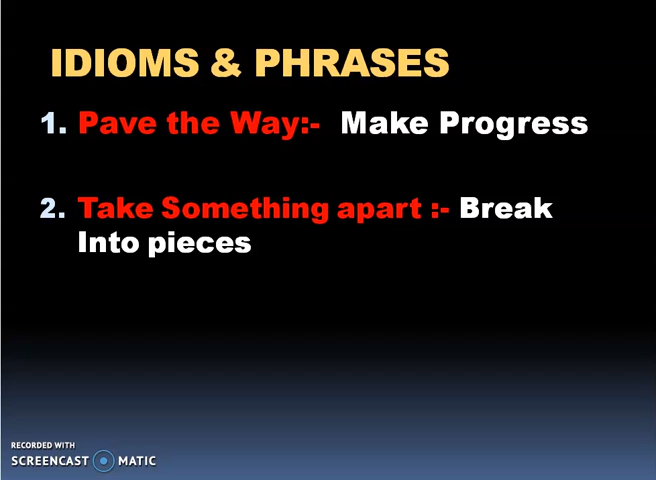 IDIOMS & PHRASES
1. Pave the Way:- Make Progress
2. Take Something apart :- Break
Into pieces
RECORDED WITH
SCREENCAST MATIC